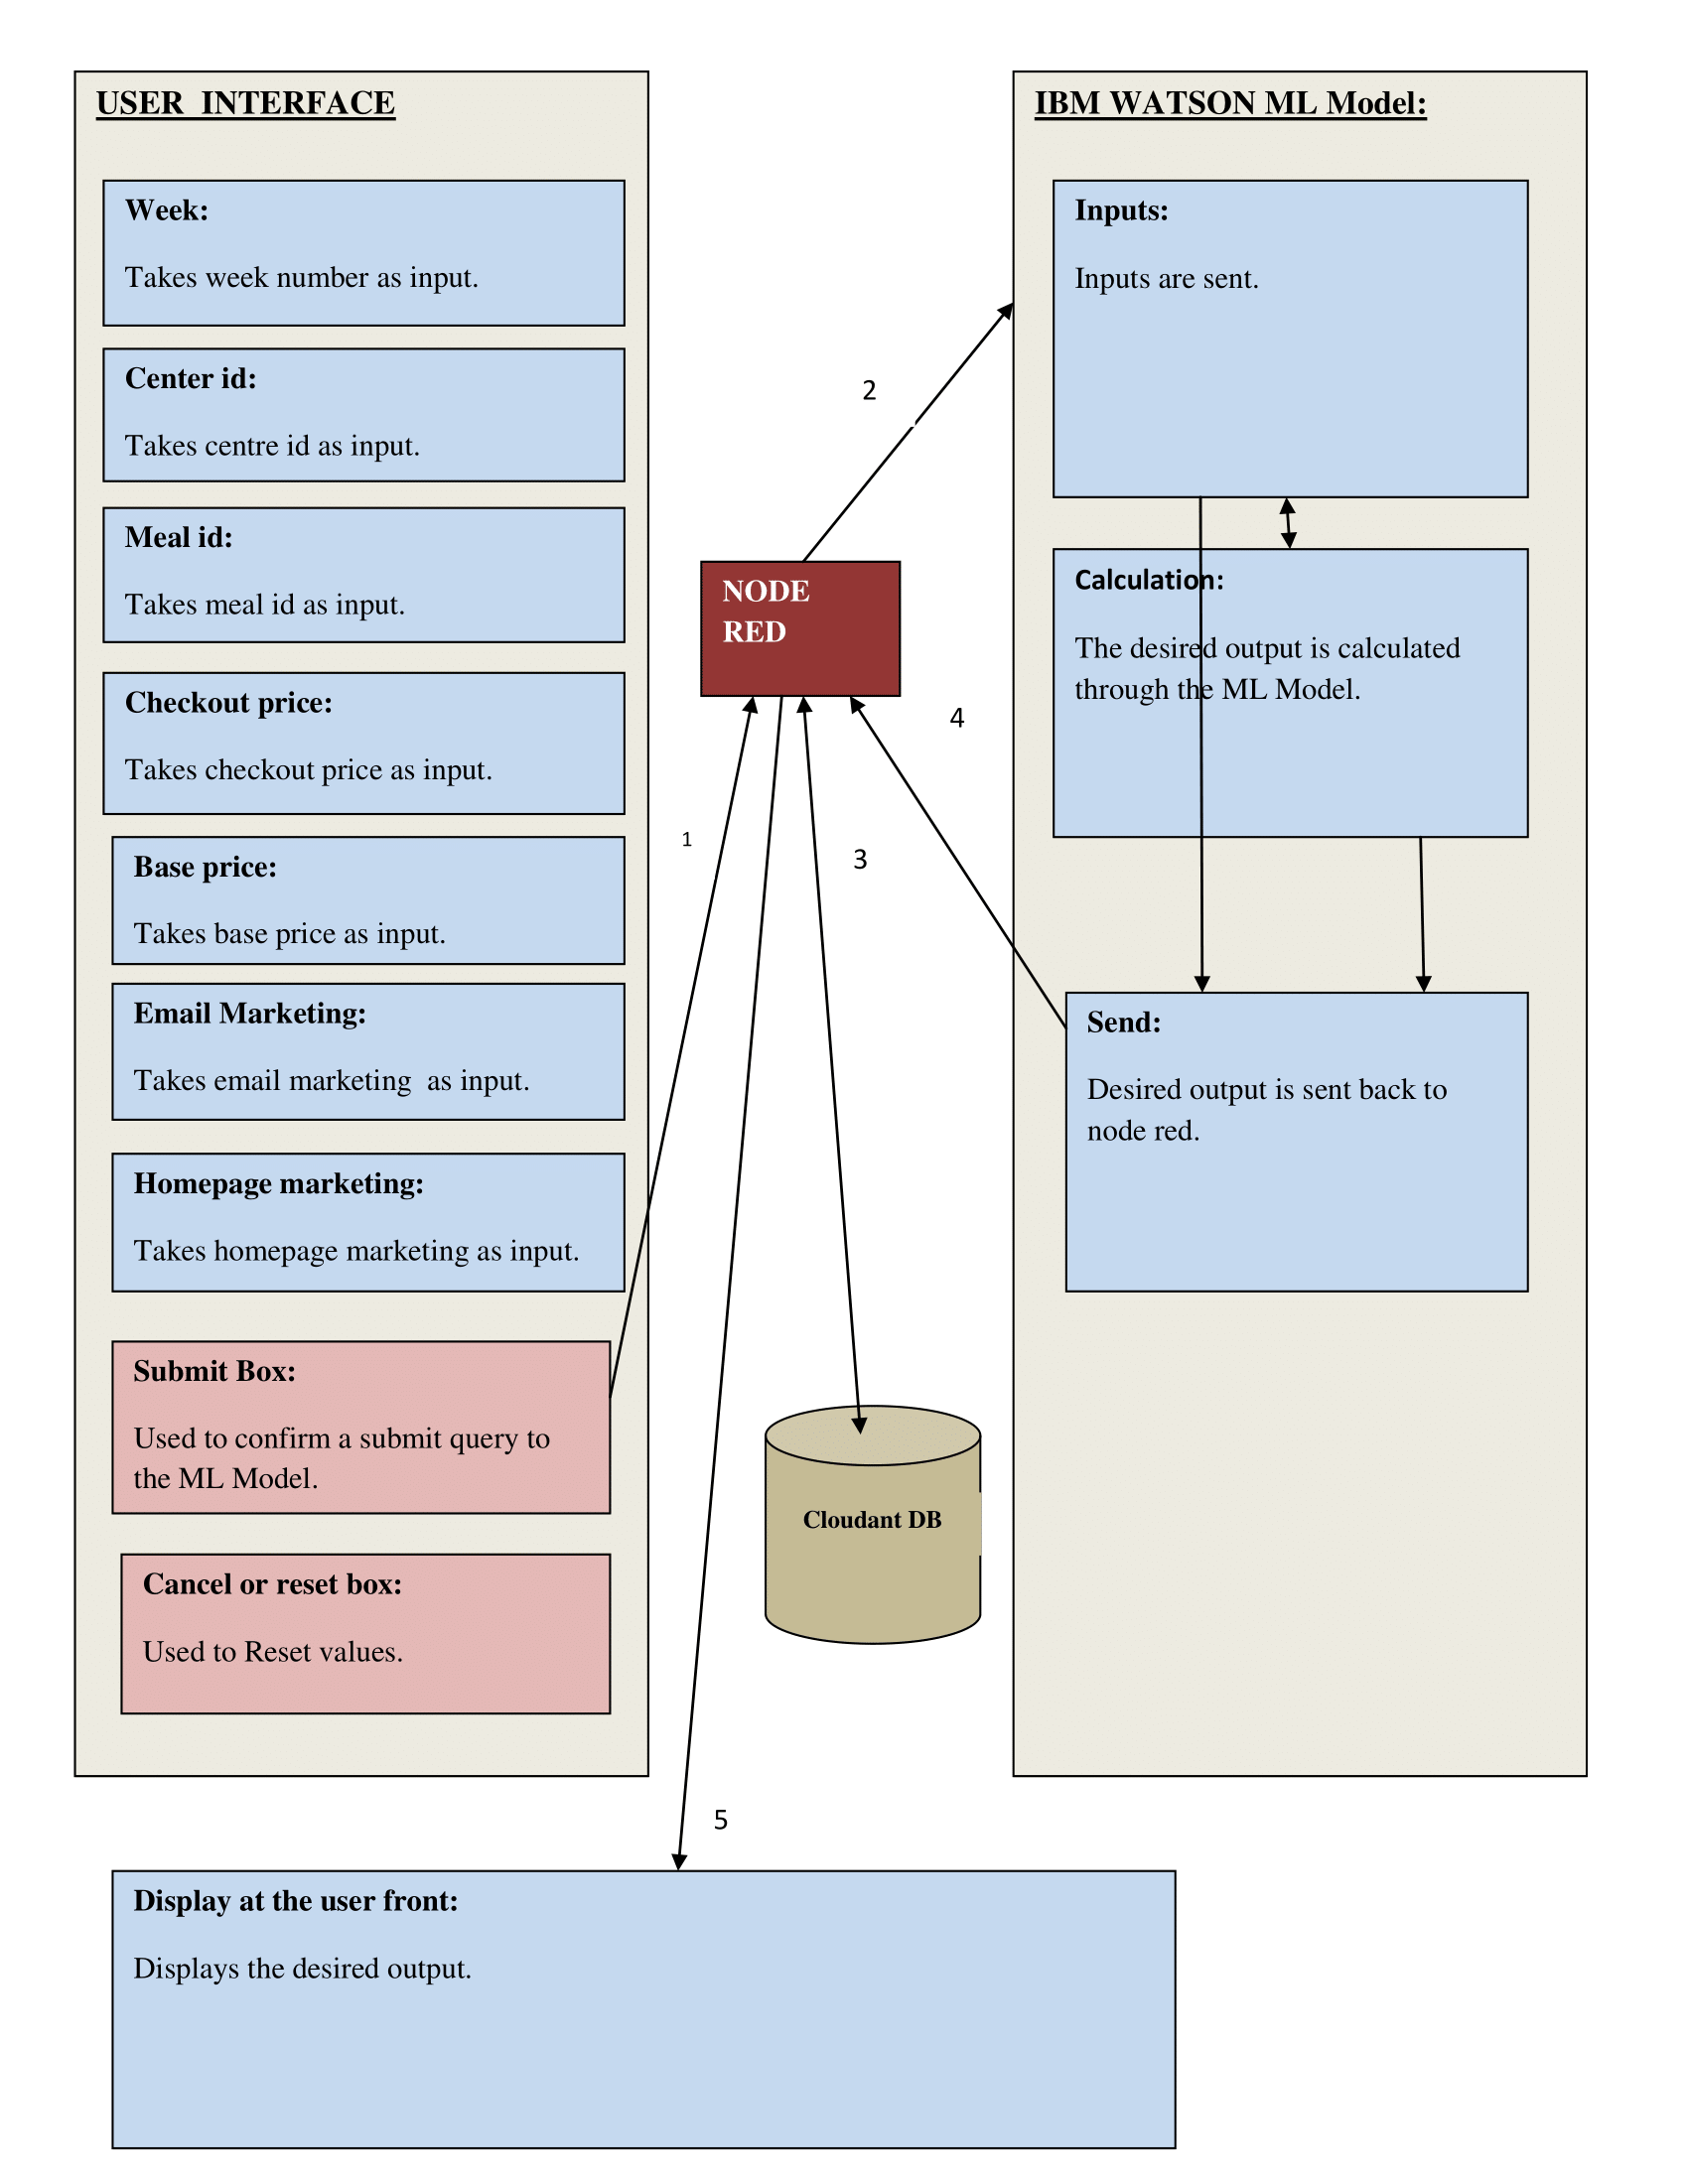 USER  INTERFACE
Week:
Takes week number as input.
Center id:
Takes centre id as input.
Meal id:
Takes meal id as input.
Checkout price:
Takes checkout price as input.
Base price:
Takes base price as input.
Email Marketing:
Takes email marketing  as input.
Homepage marketing:
Takes homepage marketing as input.
Submit Box:
Used to confirm a submit query to
the ML Model.
Cancel or reset box:
Used to Reset values.
2
NODE
RED
1
3
4
Cloudant DB
5
IBM WATSON ML Model:
Inputs:
Inputs are sent.
Calculation:
The desired output is calculated
through the ML Model.
Send:
Desired output is sent back to
node red.
Display at the user front:
Displays the desired output.